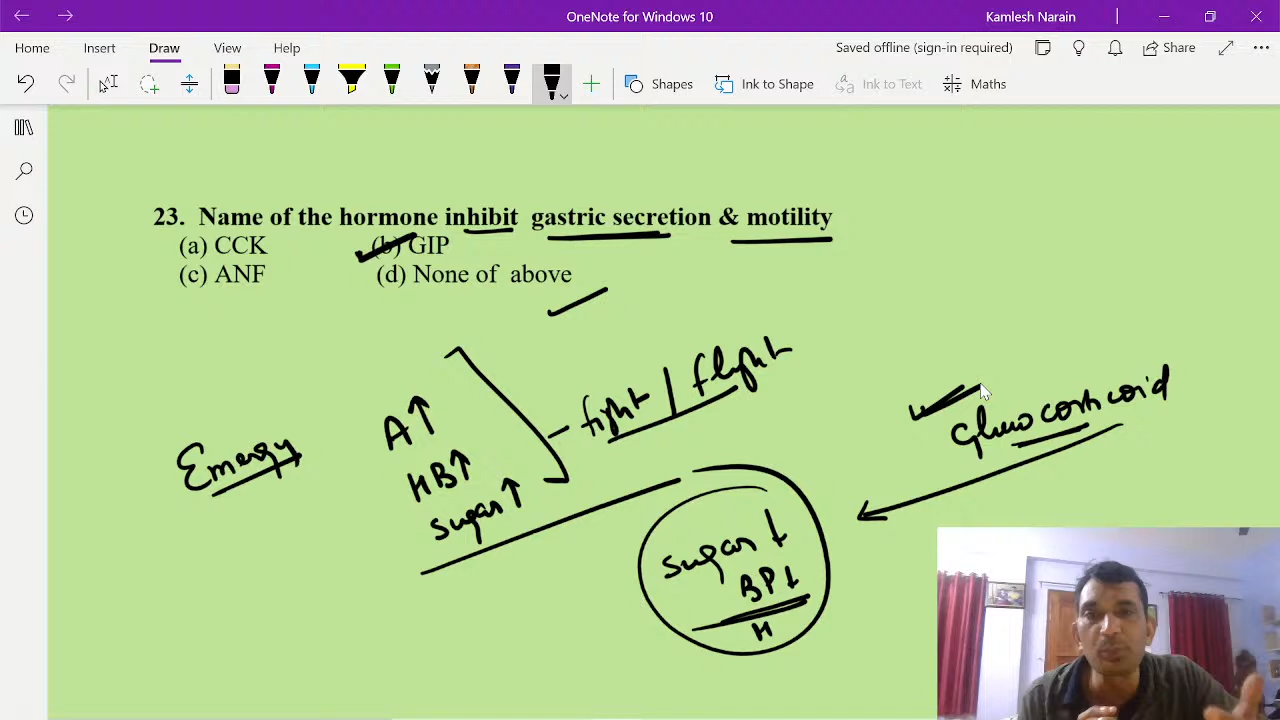 OneNote for Windows 10
Kamlesh Narain
Home Insert Draw View Help
Saved offline (sign-in required)
Share
Shapes
Ink to Shape
Ink to Text
Maths
23. Name of the hormone inhibit gastric secretion & motility
(a) CCK (b) GIP
(c) ANF (d) None of above
Emergy
A↑
HB↑
Sugar↑
fight / flight
Glucocorticoid
Sugar↓
BP↓
H